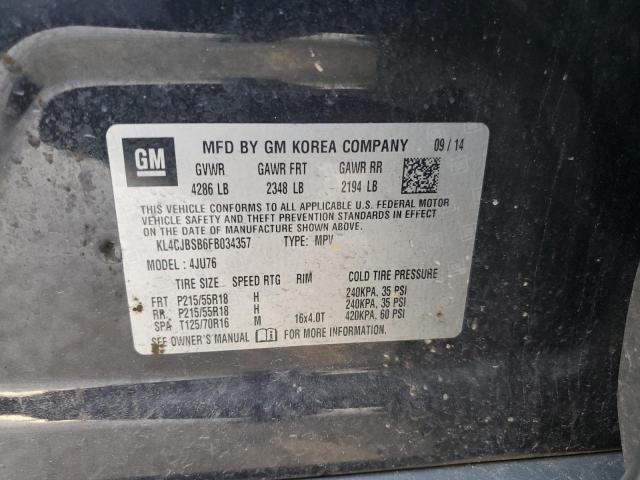 GM
MFD BY GM KOREA COMPANY 09 / 14
GVWR GAWR FRT GAWR RR
4286 LB 2348 LB 2194 LB
THIS VEHICLE CONFORMS TO ALL APPLICABLE U.S. FEDERAL MOTOR
VEHICLE SAFETY AND THEFT PREVENTION STANDARDS IN EFFECT
ON THE DATE OF MANUFACTURE SHOWN ABOVE.
KL4CJBSB6FB034357 TYPE: MPV
MODEL : 4JU76
TIRE SIZE SPEED RTG RIM COLD TIRE PRESSURE
FRT P215/55R18 H 240KPA, 35 PSI
RR P215/55R18 H 240KPA, 35 PSI
SPA T125/70R16 M 16x4.0T 420KPA, 60 PSI
SEE OWNER'S MANUAL FOR MORE INFORMATION.